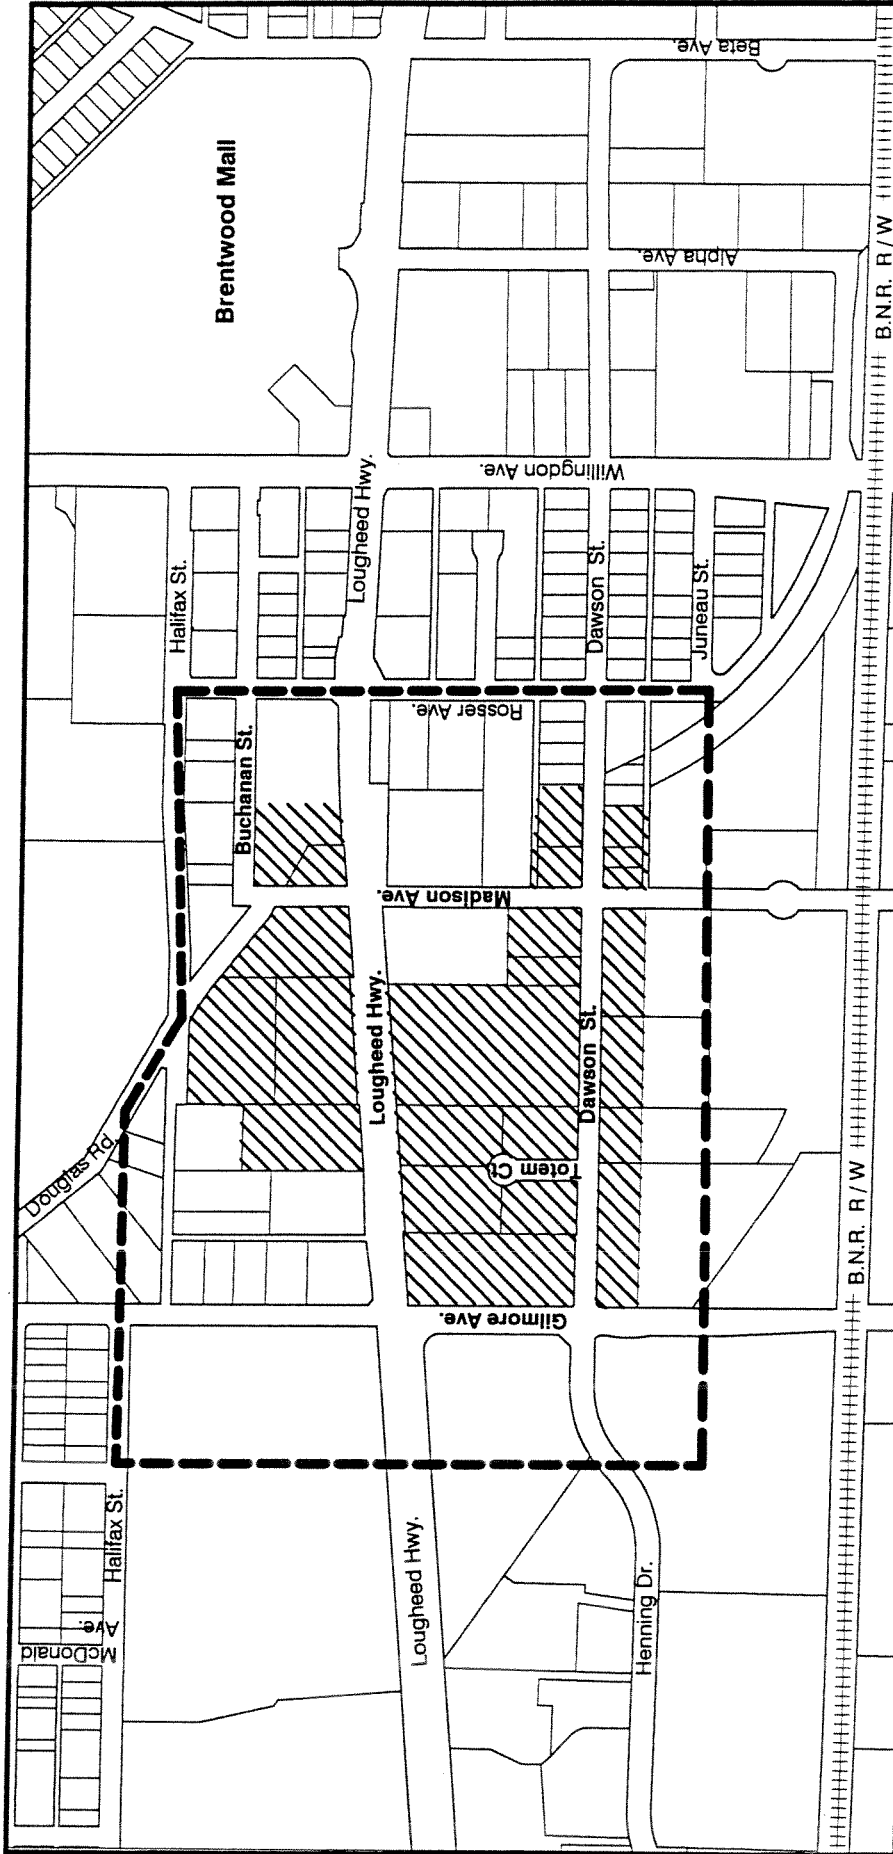 Beta Ave.
Brentwood Mall
Alpha Ave.
B.N.R. R/W
Willingdon Ave.
Lougheed Hwy.
Halifax St.
Dawson St.
Juneau St.
Rosser Ave.
Buchanan St.
Madison Ave.
Lougheed Hwy.
Dawson St.
Douglas Rd.
Totem Ct.
B.N.R. R/W
Gilmore Ave.
Halifax St.
Lougheed Hwy.
Henning Dr.
McDonald
Ave.